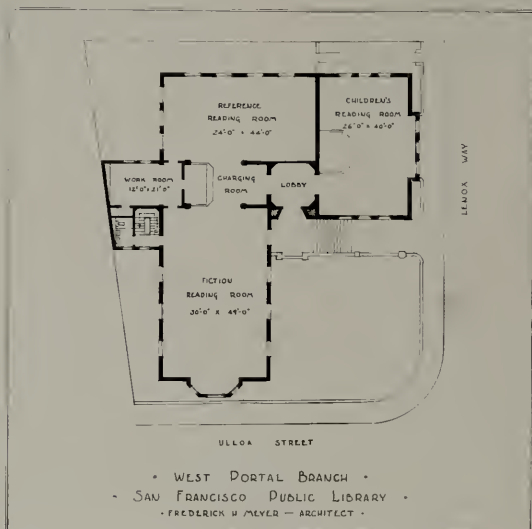 REFERENCE
READING ROOM
24'-0" x 44'-0"
CHILDREN'S
READING ROOM
26'-0" x 40'-0"
WORK ROOM
12'-0" x 21'-0"
CHARGING
ROOM
LOBBY
LENOX WAY
FICTION
READING ROOM
30'-0" x 49'-0"
ULLOA STREET
• WEST PORTAL BRANCH •
• SAN FRANCISCO PUBLIC LIBRARY •
• FREDERICK H MEYER — ARCHITECT •